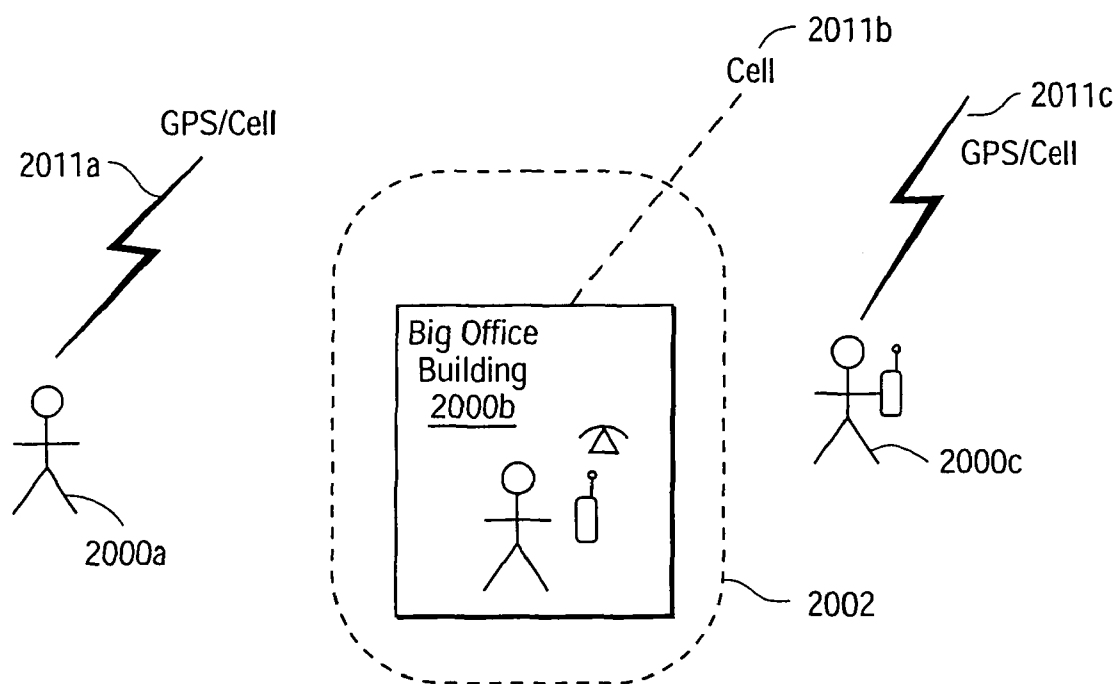 2011b
Cell
2011c
GPS/Cell
GPS/Cell
2011a
Big Office
Building
2000b
2000c
2000a
2002